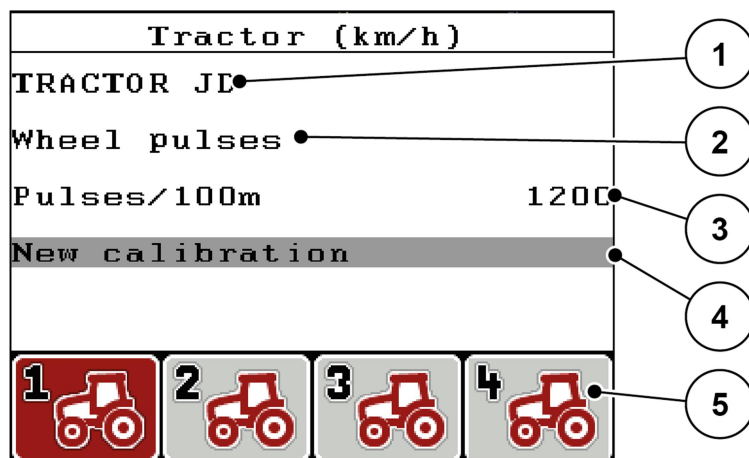 Tractor (km/h)
TRACTOR JD
Wheel pulses
Pulses/100m 1200
New calibration
1 2 3 4
1
2
3
4
5